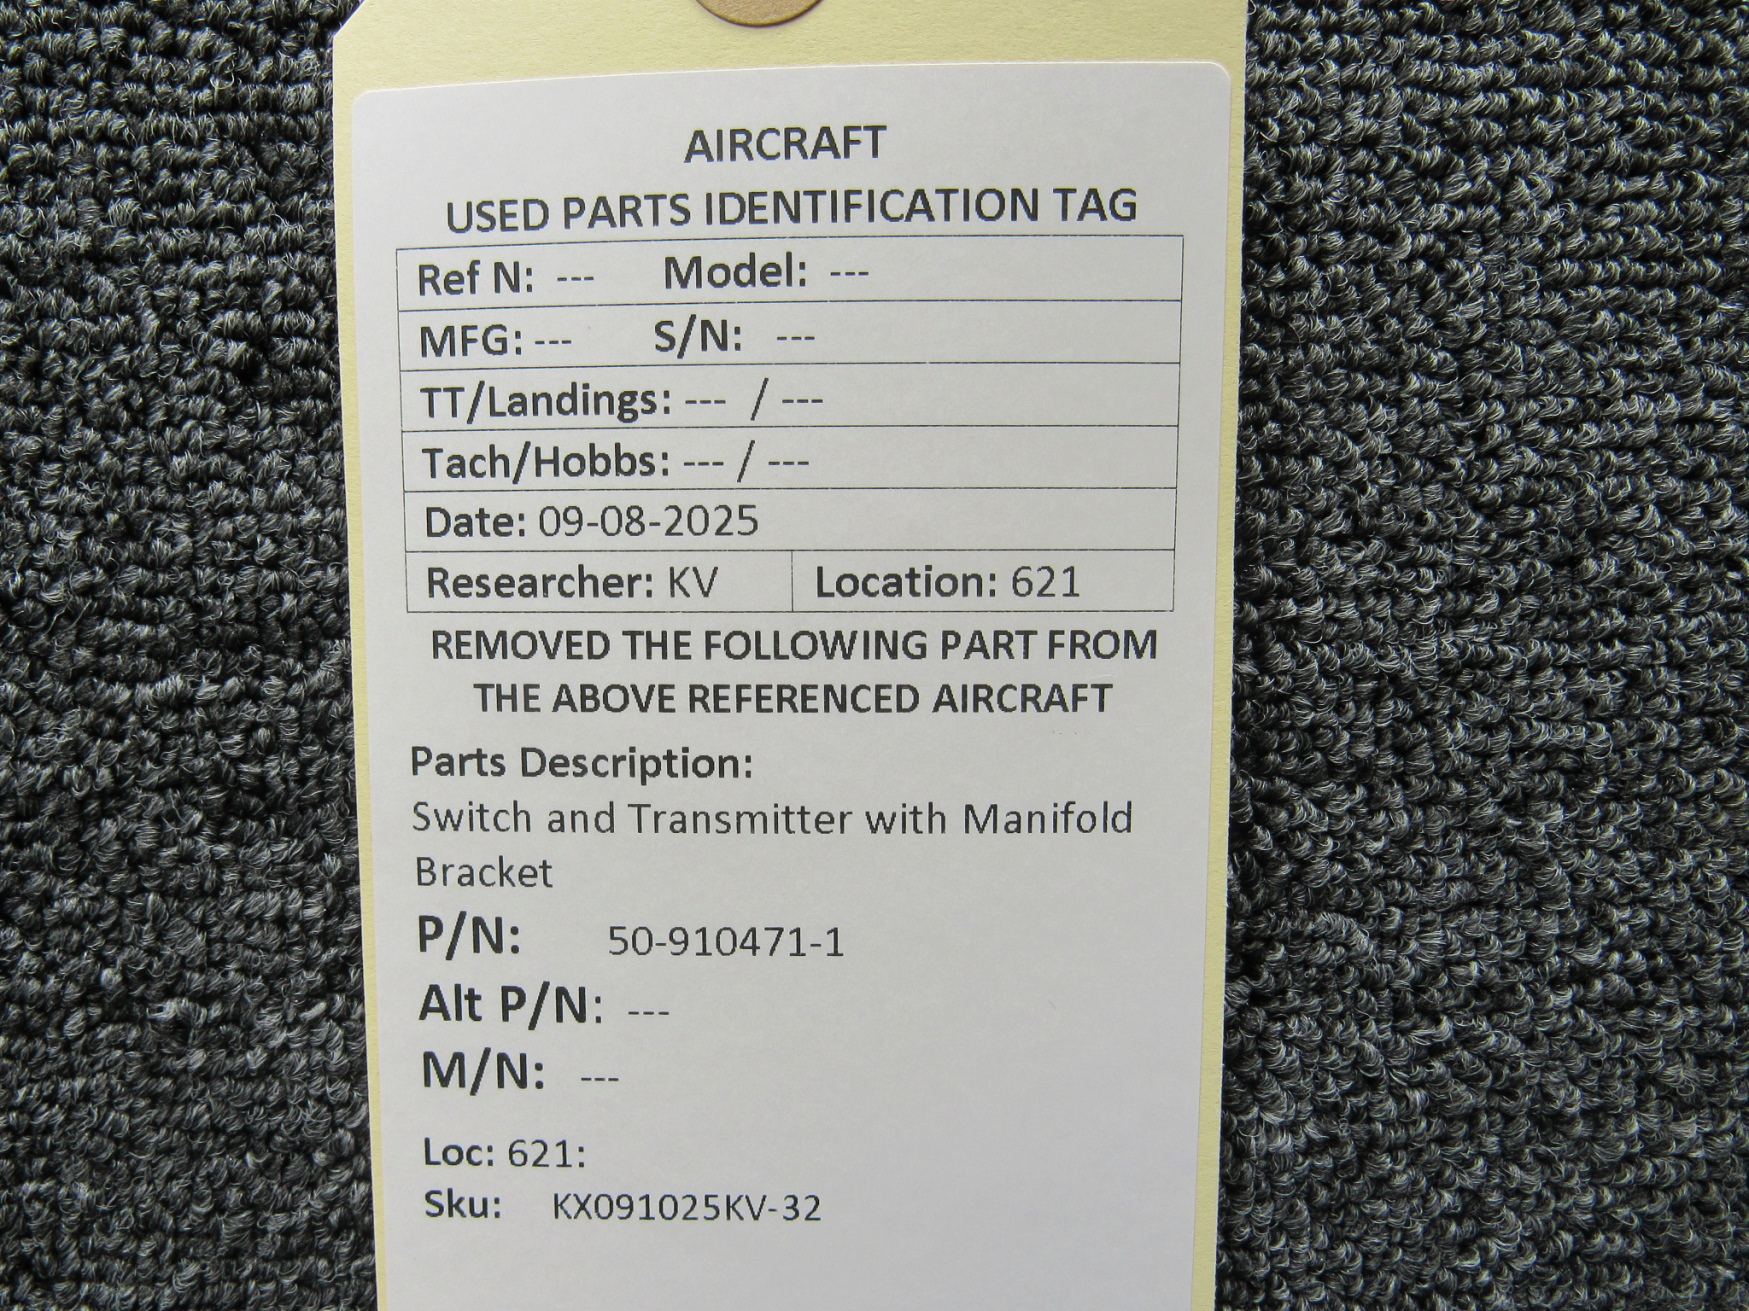 AIRCRAFT
USED PARTS IDENTIFICATION TAG
Ref N: --- Model: ---
MFG: --- S/N: ---
TT/Landings: --- / ---
Tach/Hobbs: --- / ---
Date: 09-08-2025
Researcher: KV Location: 621
REMOVED THE FOLLOWING PART FROM
THE ABOVE REFERENCED AIRCRAFT
Parts Description:
Switch and Transmitter with Manifold
Bracket
P/N: 50-910471-1
Alt P/N: ---
M/N: ---
Loc: 621:
Sku: KX091025KV-32